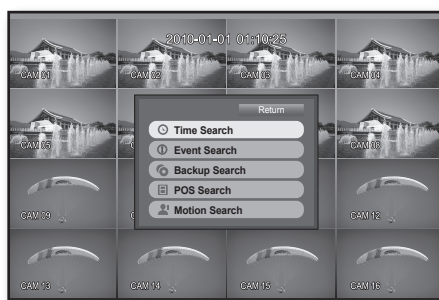 2010-01-01 01:10:25
CAM 01
CAM 02
CAM 03
CAM 04
Return
Time Search
CAM 05
CAM 08
Event Search
Backup Search
POS Search
CAM 09
CAM 12
Motion Search
CAM 13
CAM 14
CAM 15
CAM 16